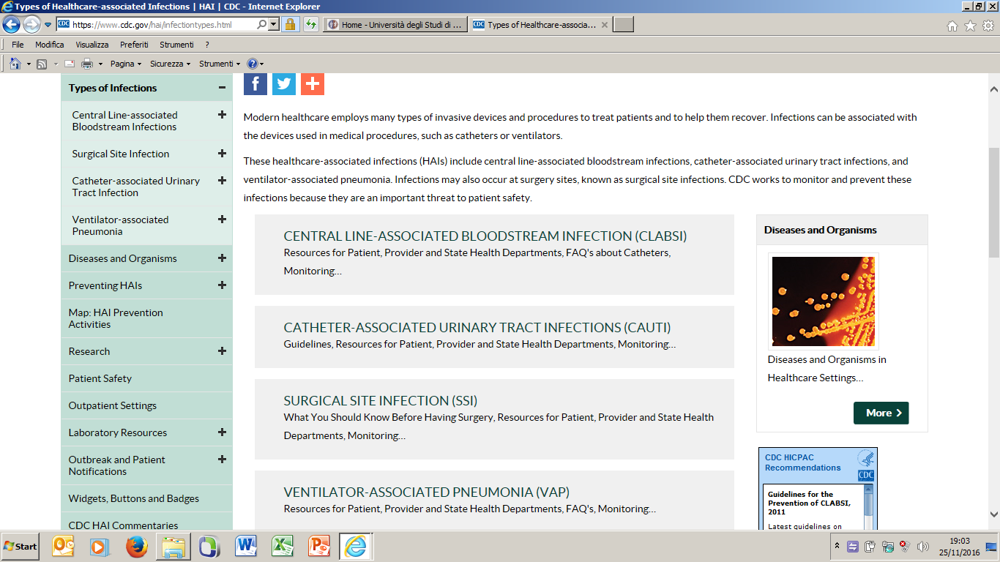 Types of Healthcare-associated Infections | HAI | CDC - Internet Explorer
CDC https://www.cdc.gov/hai/infectiontypes.html
Home - Università degli Studi di ...
CDC Types of Healthcare-associa...
File Modifica Visualizza Preferiti Strumenti ?
Pagina Sicurezza Strumenti
Types of Infections
Central Line-associated
Bloodstream Infections
Surgical Site Infection
Catheter-associated Urinary
Tract Infection
Ventilator-associated
Pneumonia
Diseases and Organisms
Preventing HAIs
Map: HAI Prevention
Activities
Research
Patient Safety
Outpatient Settings
Laboratory Resources
Outbreak and Patient
Notifications
Widgets, Buttons and Badges
CDC HAI Commentaries
Modern healthcare employs many types of invasive devices and procedures to treat patients and to help them recover. Infections can be associated with
the devices used in medical procedures, such as catheters or ventilators.
These healthcare-associated infections (HAIs) include central line-associated bloodstream infections, catheter-associated urinary tract infections, and
ventilator-associated pneumonia. Infections may also occur at surgery sites, known as surgical site infections. CDC works to monitor and prevent these
infections because they are an important threat to patient safety.
CENTRAL LINE-ASSOCIATED BLOODSTREAM INFECTION (CLABSI)
Resources for Patient, Provider and State Health Departments, FAQ's about Catheters,
Monitoring...
CATHETER-ASSOCIATED URINARY TRACT INFECTIONS (CAUTI)
Guidelines, Resources for Patient, Provider and State Health Departments, Monitoring...
SURGICAL SITE INFECTION (SSI)
What You Should Know Before Having Surgery, Resources for Patient, Provider and State Health
Departments, Monitoring...
VENTILATOR-ASSOCIATED PNEUMONIA (VAP)
Resources for Patient, Provider and State Health Departments, FAQ's, Monitoring...
Diseases and Organisms
Diseases and Organisms in
Healthcare Settings...
More
CDC HICPAC
Recommendations
CDC
Guidelines for the
Prevention of CLABSI,
2011
Latest guidelines on
Start
19:03
25/11/2016